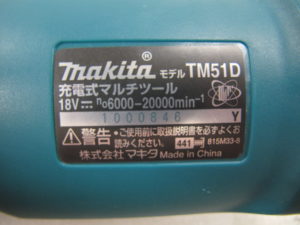 makita® モデル TM51D
充電式マルチツール
18V⎓ n₀6000-20000min⁻¹
1000846 Y
⚠警告 ・ご使用前に取扱説明書を必ずよくお
読みください。 441 815M33-8
株式会社 マキタ Made in China